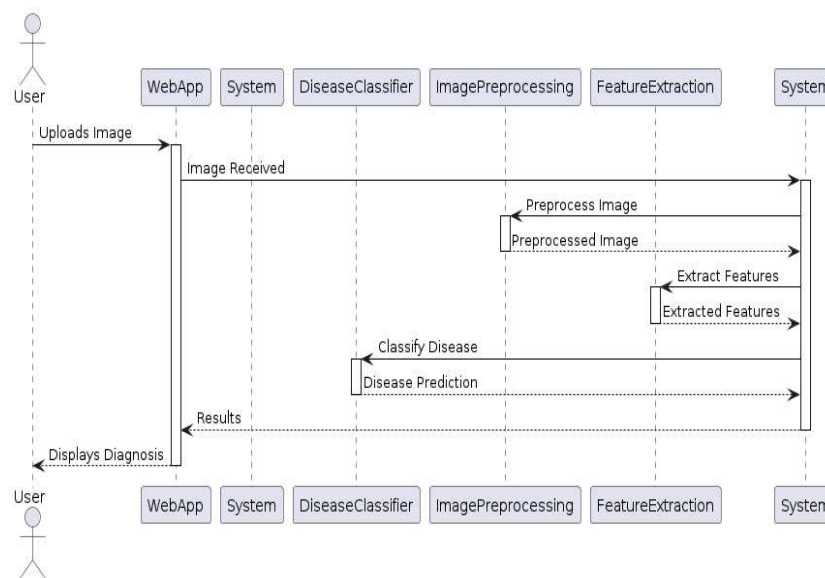 User
WebApp
System
DiseaseClassifier
ImagePreprocessing
FeatureExtraction
System
Uploads Image
Image Received
Preprocess Image
Preprocessed Image
Extract Features
Extracted Features
Classify Disease
Disease Prediction
Results
Displays Diagnosis
User
WebApp
System
DiseaseClassifier
ImagePreprocessing
FeatureExtraction
System